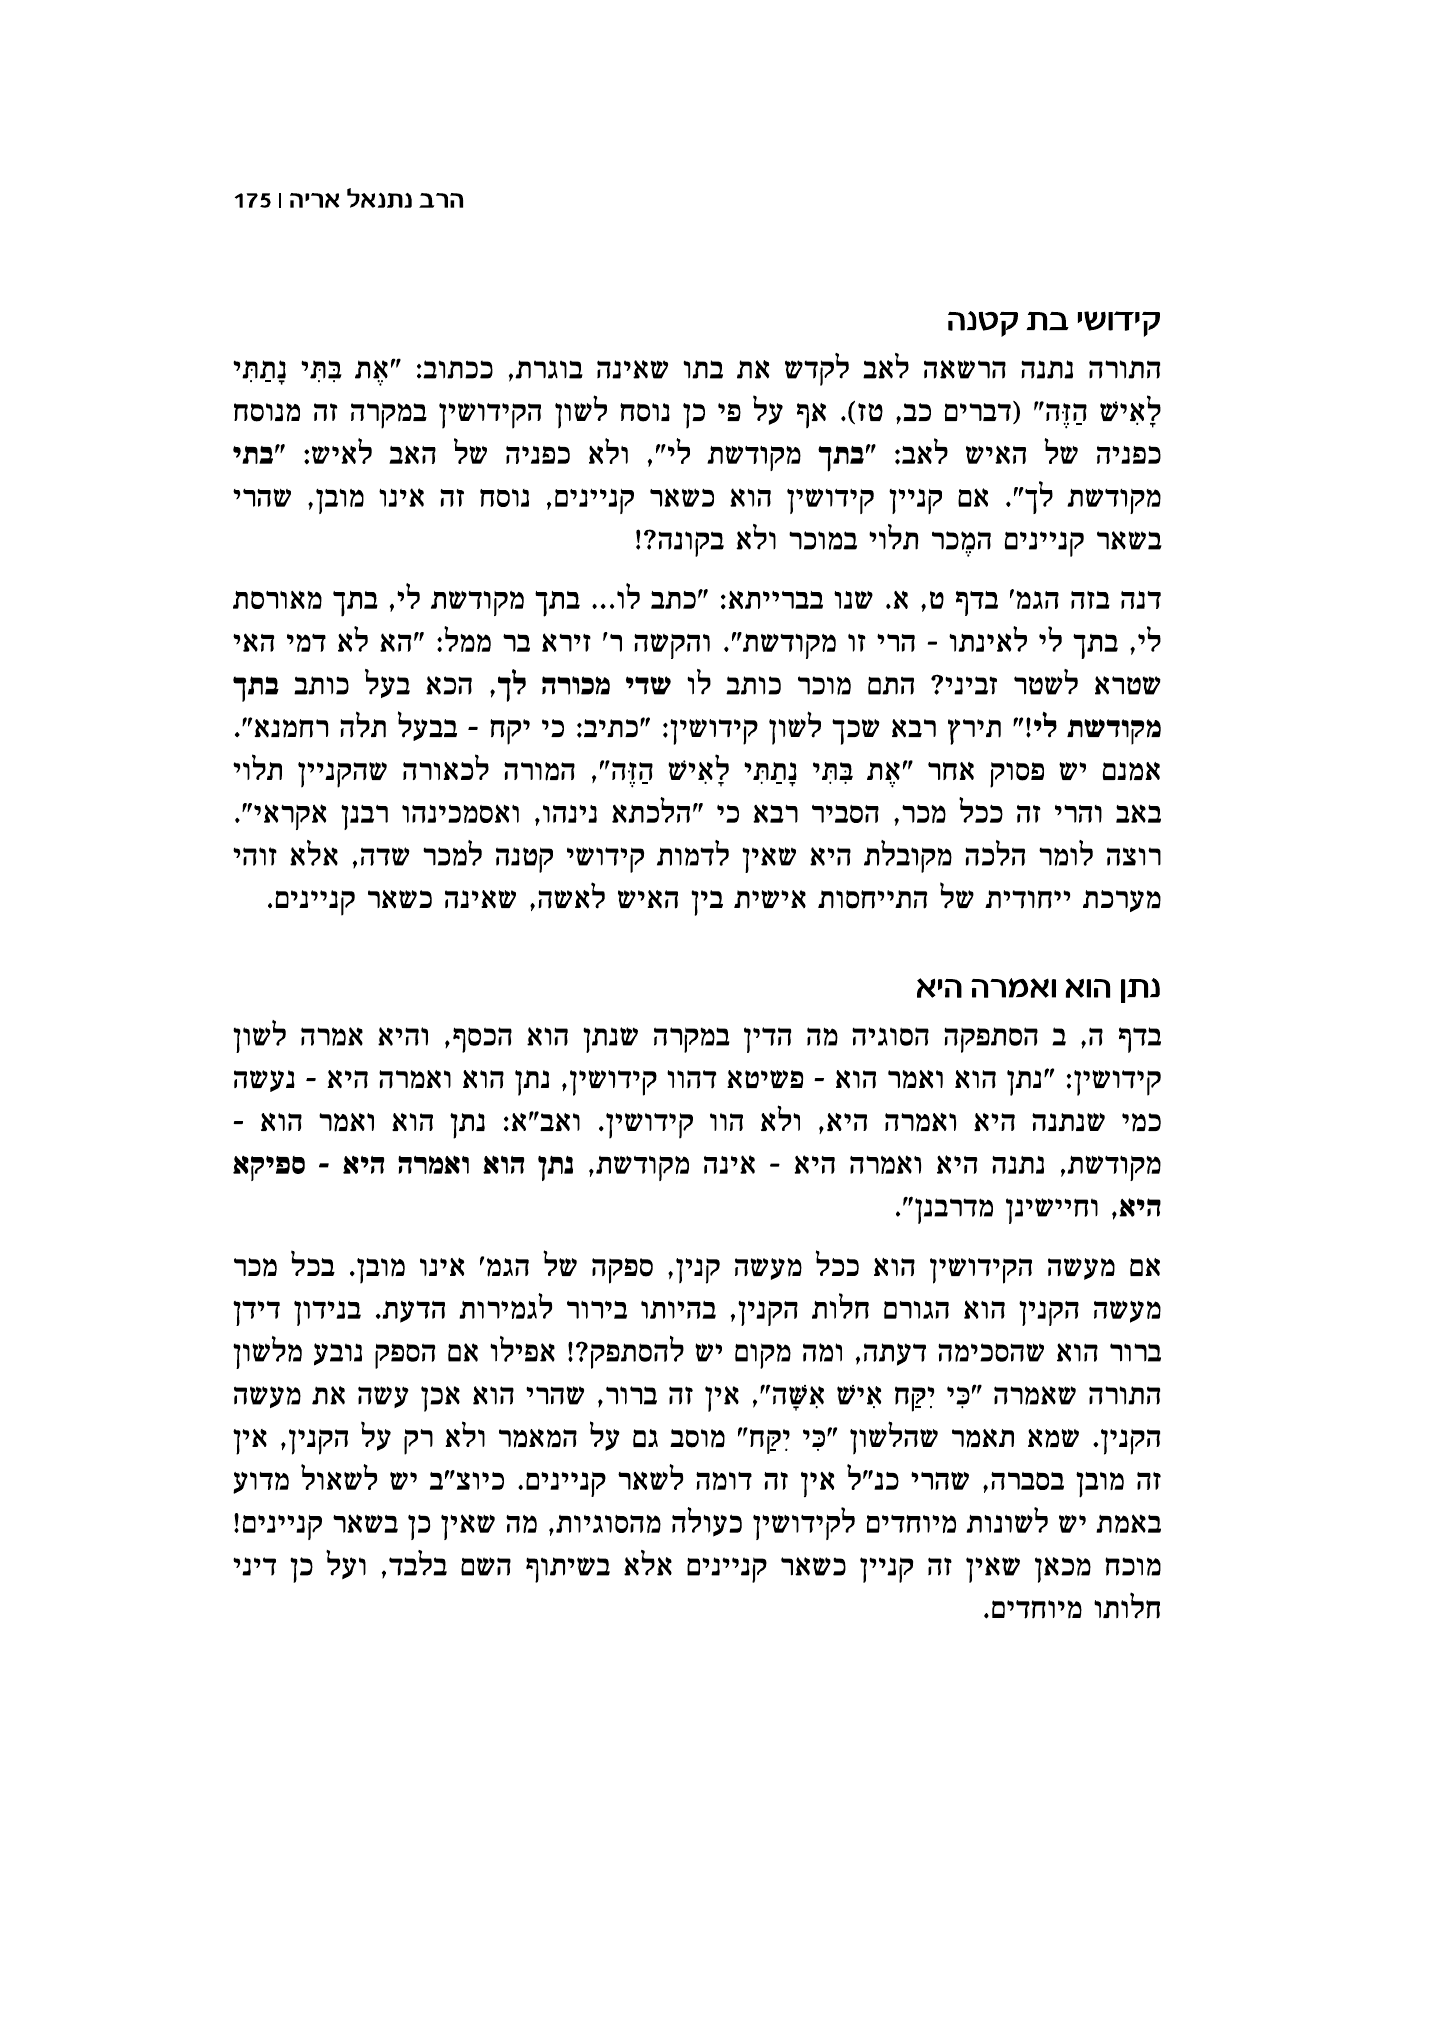 הרב נתנאל אריה | 175
קידושי בת קטנה
התורה נתנה הרשאה לאב לקדש את בתו שאינה בוגרת, ככתוב: "אֶת בִּתִּי נָתַתִּי
לָאִישׁ הַזֶּה" (דברים כב, טז). אף על פי כן נוסח לשון הקידושין במקרה זה מנוסח
כפניה של האיש לאב: "בתך מקודשת לי", ולא כפניה של האב לאיש: "בתי
מקודשת לך". אם קניין קידושין הוא כשאר קניינים, נוסח זה אינו מובן, שהרי
בשאר קניינים המֶכר תלוי במוכר ולא בקונה?!
דנה בזה הגמ' בדף ט, א. שנו בברייתא: "כתב לו... בתך מקודשת לי, בתך מאורסת
לי, בתך לי לאינתו - הרי זו מקודשת". והקשה ר' זירא בר ממל: "הא לא דמי האי
שטרא לשטר זביני? התם מוכר כותב לו שדי מכורה לך, הכא בעל כותב בתך
מקודשת לי!" תירץ רבא שכך לשון קידושין: "כתיב: כי יקח - בבעל תלה רחמנא".
אמנם יש פסוק אחר "אֶת בִּתִּי נָתַתִּי לָאִישׁ הַזֶּה", המורה לכאורה שהקניין תלוי
באב והרי זה ככל מכר, הסביר רבא כי "הלכתא נינהו, ואסמכינהו רבנן אקראי".
רוצה לומר הלכה מקובלת היא שאין לדמות קידושי קטנה למכר שדה, אלא זוהי
מערכת ייחודית של התייחסות אישית בין האיש לאשה, שאינה כשאר קניינים.
נתן הוא ואמרה היא
בדף ה, ב הסתפקה הסוגיה מה הדין במקרה שנתן הוא הכסף, והיא אמרה לשון
קידושין: "נתן הוא ואמר הוא - פשיטא דהוו קידושין, נתן הוא ואמרה היא - נעשה
כמי שנתנה היא ואמרה היא, ולא הוו קידושין. ואב"א: נתן הוא ואמר הוא -
מקודשת, נתנה היא ואמרה היא - אינה מקודשת, נתן הוא ואמרה היא - ספיקא
היא, וחיישינן מדרבנן".
אם מעשה הקידושין הוא ככל מעשה קנין, ספקה של הגמ' אינו מובן. בכל מכר
מעשה הקנין הוא הגורם חלות הקנין, בהיותו בירור לגמירות הדעת. בנידון דידן
ברור הוא שהסכימה דעתה, ומה מקום יש להסתפק?! אפילו אם הספק נובע מלשון
התורה שאמרה "כִּי יִקַּח אִישׁ אִשָּׁה", אין זה ברור, שהרי הוא אכן עשה את מעשה
הקנין. שמא תאמר שהלשון "כִּי יִקַּח" מוסב גם על המאמר ולא רק על הקנין, אין
זה מובן בסברה, שהרי כנ"ל אין זה דומה לשאר קניינים. כיוצ"ב יש לשאול מדוע
באמת יש לשונות מיוחדים לקידושין כעולה מהסוגיות, מה שאין כן בשאר קניינים!
מוכח מכאן שאין זה קניין כשאר קניינים אלא בשיתוף השם בלבד, ועל כן דיני
חלותו מיוחדים.